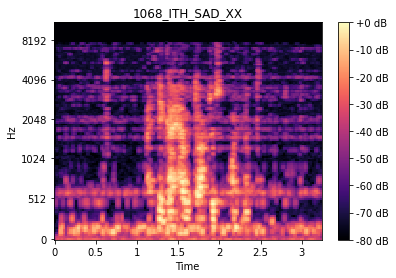 1068_ITH_SAD_XX
+0 dB
8192
-10 dB
4096
-20 dB
-30 dB
2048
-40 dB
Hz
1024
-50 dB
512
-60 dB
-70 dB
0
-80 dB
0 0.5 1 1.5 2 2.5 3
Time